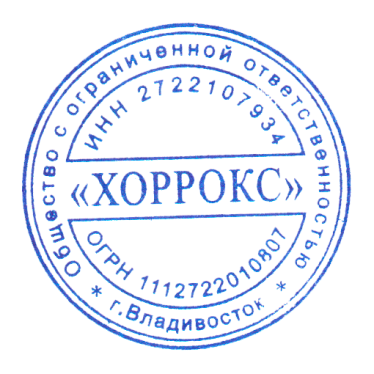 Общество с ограниченной ответственностью
ИНН 2722107934
«ХОРРОКС»
ОГРН 1112722010807
* г.Владивосток *